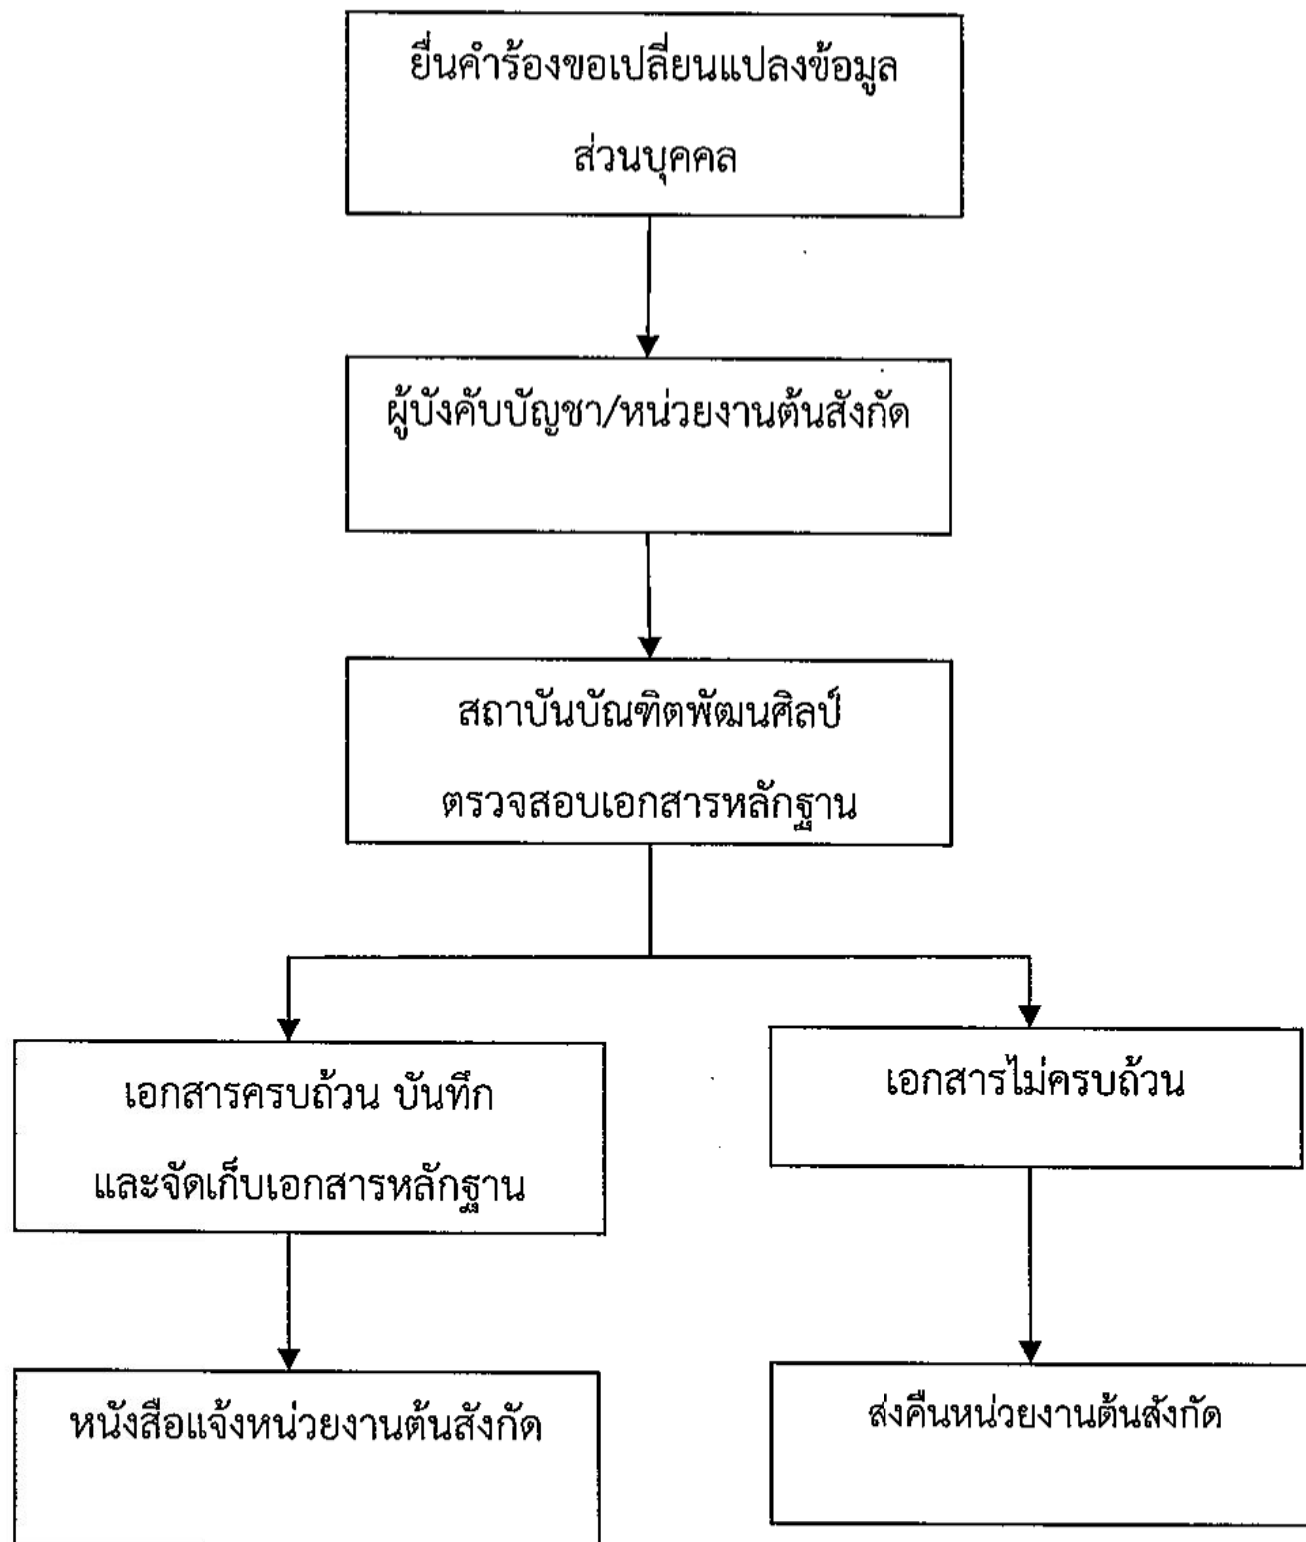 ยื่นคำร้องขอเปลี่ยนแปลงข้อมูล
ส่วนบุคคล
ผู้บังคับบัญชา/หน่วยงานต้นสังกัด
สถาบันบัณฑิตพัฒนศิลป์
ตรวจสอบเอกสารหลักฐาน
เอกสารครบถ้วน บันทึก
และจัดเก็บเอกสารหลักฐาน
เอกสารไม่ครบถ้วน
หนังสือแจ้งหน่วยงานต้นสังกัด
ส่งคืนหน่วยงานต้นสังกัด